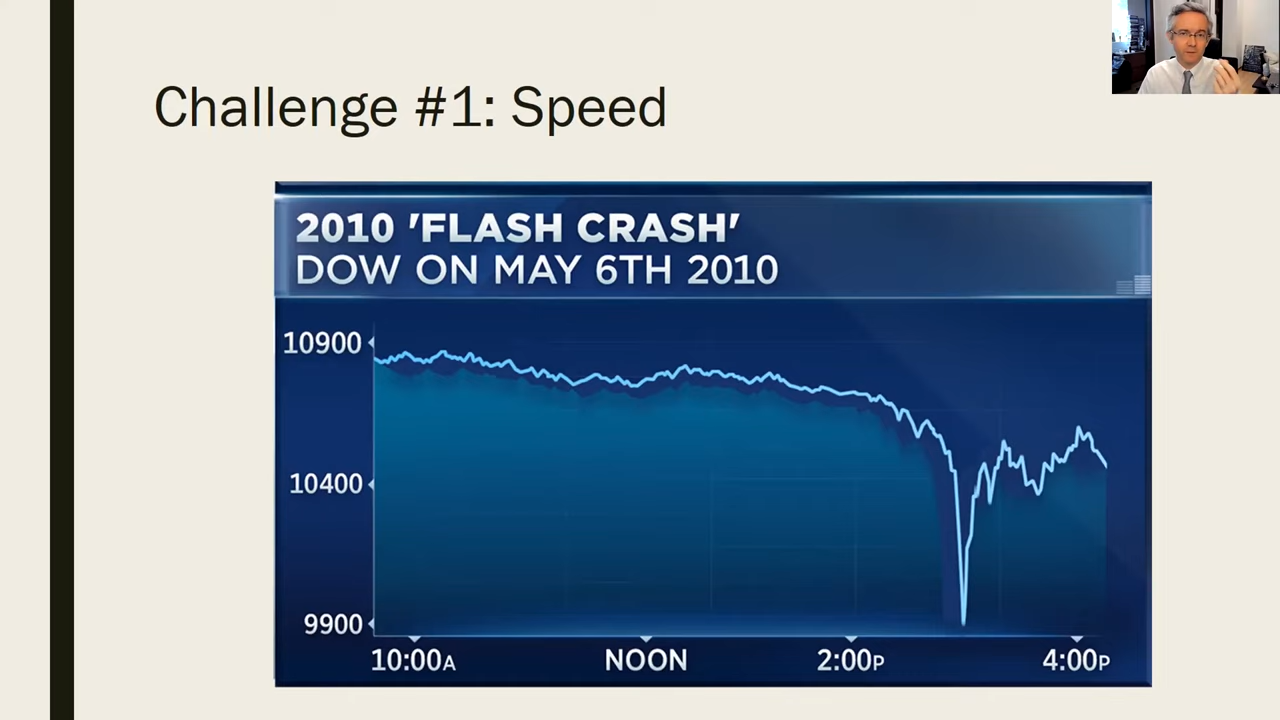 Challenge #1: Speed
2010 'FLASH CRASH'
DOW ON MAY 6TH 2010
10900
10400
9900
10:00A
NOON
2:00P
4:00P